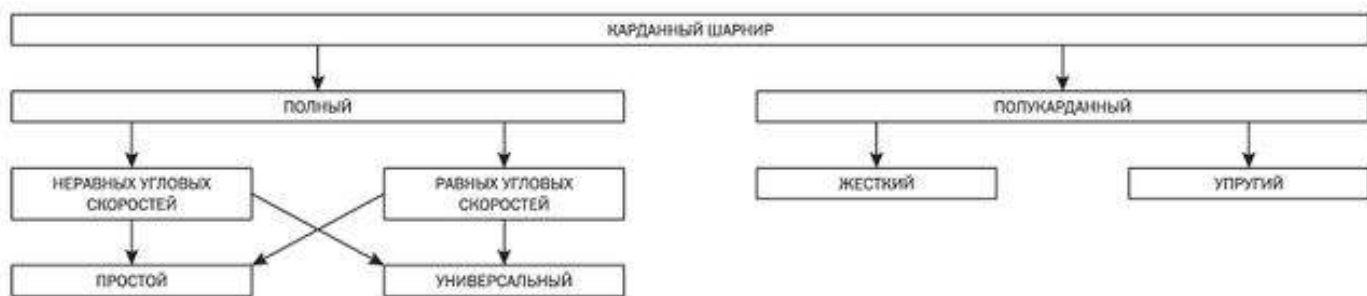 КАРДАННЫЙ ШАРНИР
ПОЛНЫЙ
ПОЛУКАРДАННЫЙ
НЕРАВНЫХ УГЛОВЫХ
СКОРОСТЕЙ
РАВНЫХ УГЛОВЫХ
СКОРОСТЕЙ
ЖЕСТКИЙ
УПРУГИЙ
ПРОСТОЙ
УНИВЕРСАЛЬНЫЙ